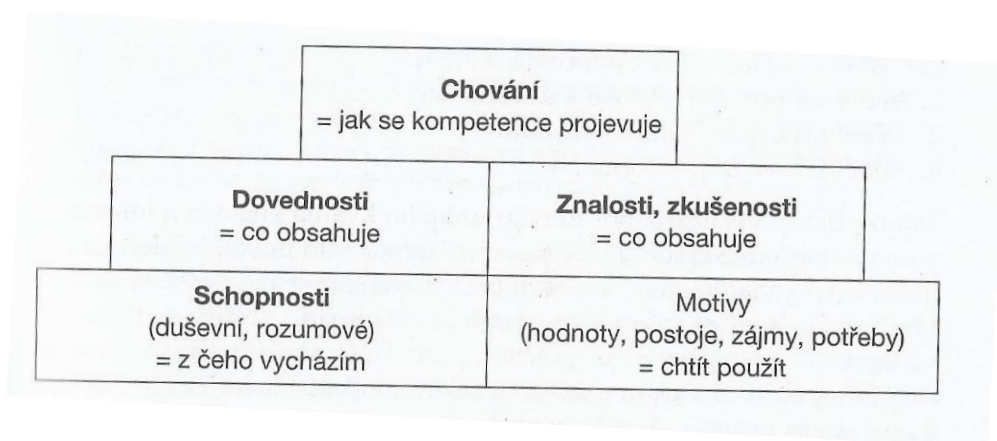 Chování
= jak se kompetence projevuje
Dovednosti
= co obsahuje
Znalosti, zkušenosti
= co obsahuje
Schopnosti
(duševní, rozumové)
= z čeho vycházím
Motivy
(hodnoty, postoje, zájmy, potřeby)
= chtít použít